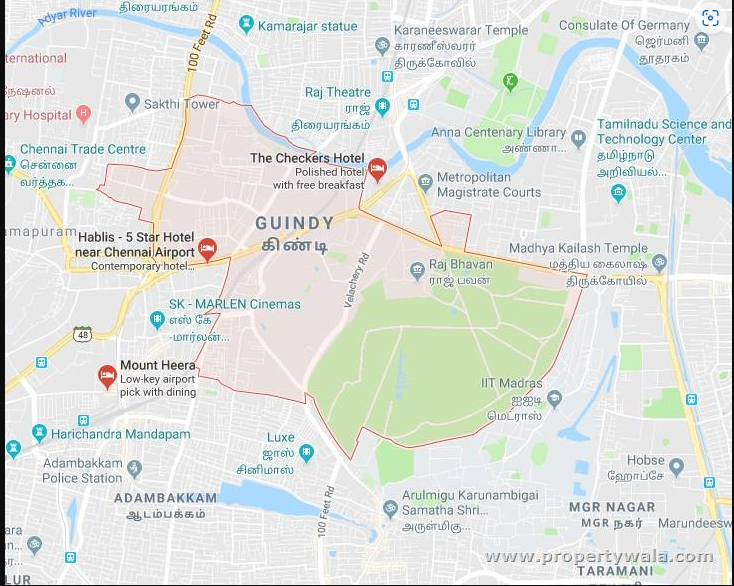 திரையரங்கம்
Adyar River
100 Feet Rd
Kamarajar statue
Karaneeswarar Temple
காரணீஸ்வரர்
திருக்கோவில்
Consulate Of Germany
ஜெர்மனி
தூதரகம்
ternational
நேஷனல்
ary Hospital
Sakthi Tower
Raj Theatre
ராஜ்
திரையரங்கம்
Anna Centenary Library
அண்ணா...
Tamilnadu Science and
Technology Center
தமிழ்நாடு
அறிவியல்...
Chennai Trade Centre
சென்னை
வர்த்தக...
The Checkers Hotel
Polished hotel
with free breakfast
Metropolitan
Magistrate Courts
amapuram
GUINDY
கிண்டி
Hablis - 5 Star Hotel
near Chennai Airport
Contemporary hotel...
Velachery Rd
Raj Bhavan
ராஜ் பவன்
Madhya Kailash Temple
மத்திய கைலாஷ்
திருக்கோயில்
SK - MARLEN Cinemas
எஸ் கே
-மார்லன்...
48
Mount Heera
Low-key airport
pick with dining
IIT Madras
ஐஐடி
மெட்ராஸ்
Harichandra Mandapam
Luxe
ஜாஸ்
சினிமாஸ்
Adambakkam
Police Station
Hobse
ஹோப்சே
ADAMBAKKAM
ஆடம்பக்கம்
100 Feet Rd
Arulmigu Karunambigai
Samatha Shri...
அருள்மிகு...
MGR NAGAR
MGR நகர்
Marundeesw
ara
கோ
www.propertywala.com
LUR
TARAMANI